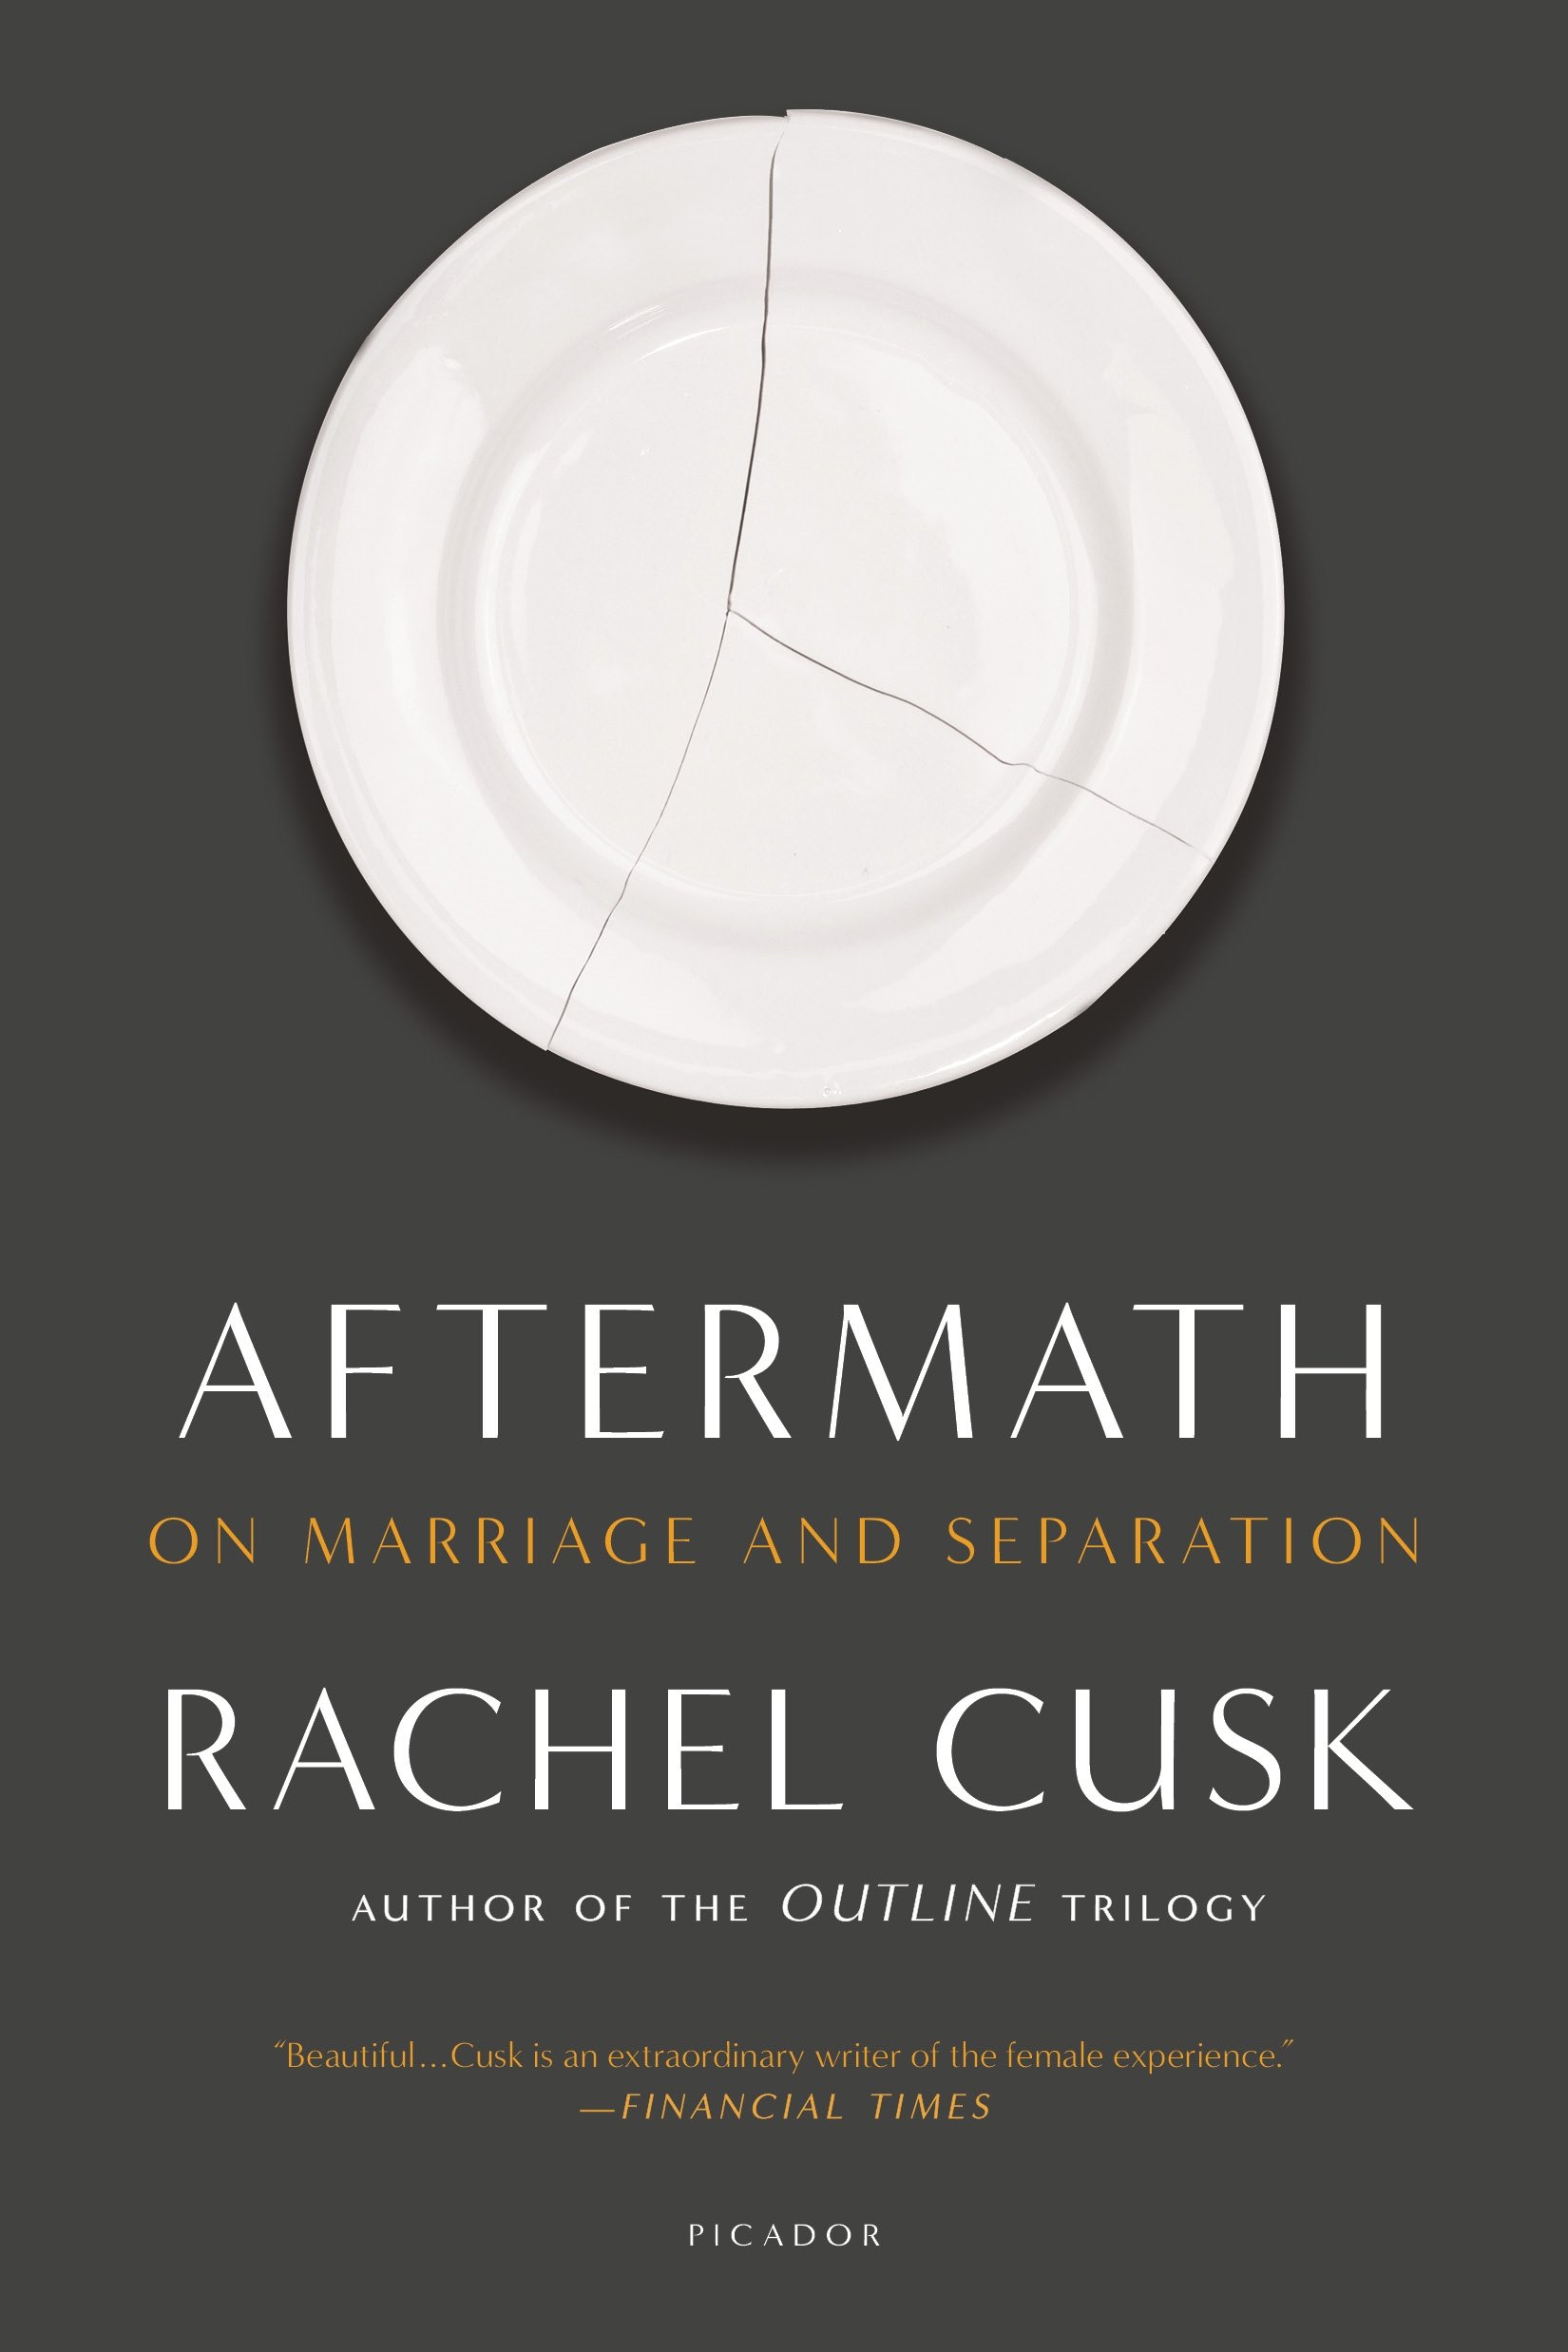 AFTERMATH
ON MARRIAGE AND SEPARATION
RACHEL CUSK
AUTHOR OF THE OUTLINE TRILOGY
“Beautiful...Cusk is an extraordinary writer of the female experience.”
—FINANCIAL TIMES
PICADOR